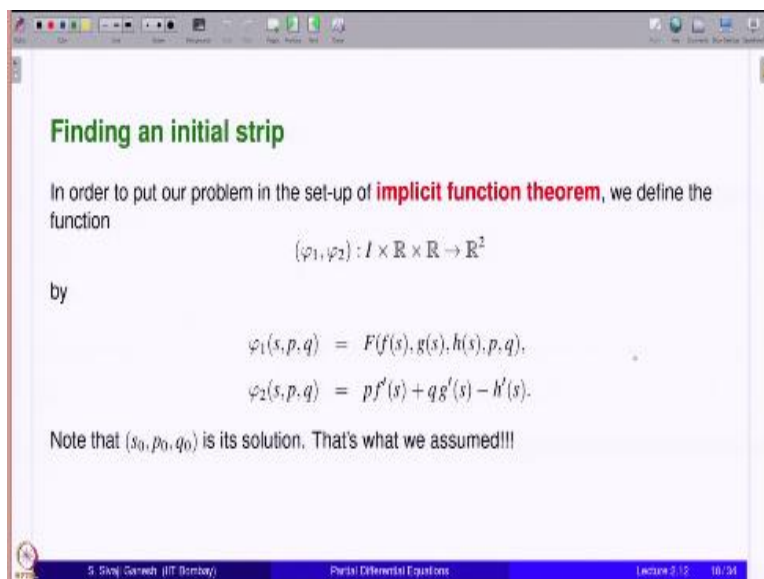 Finding an initial strip
In order to put our problem in the set-up of implicit function theorem, we define the
function
(φ₁, φ₂) : I × ℝ × ℝ → ℝ²
by
φ₁(s, p, q) = F(f(s), g(s), h(s), p, q),
φ₂(s, p, q) = pf′(s) + qg′(s) − h′(s).
Note that (s₀, p₀, q₀) is its solution. That's what we assumed!!!
S. Sivaji Ganesh (IIT Bombay) Partial Differential Equations Lecture 2.12 /34